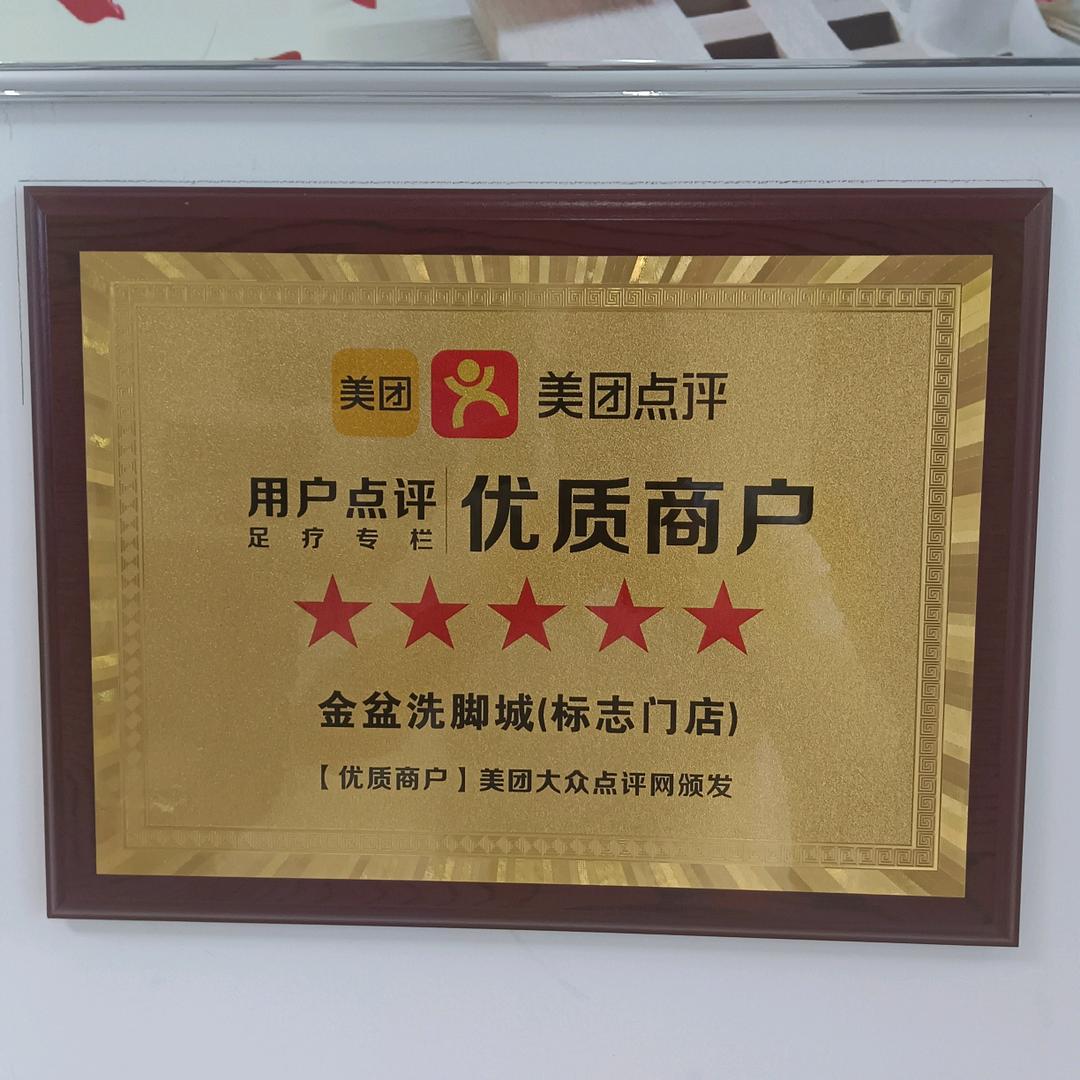 美团 美团点评
用户点评 优质商户
足疗专栏
金盆洗脚城(标志门店)
【优质商户】美团大众点评网颁发